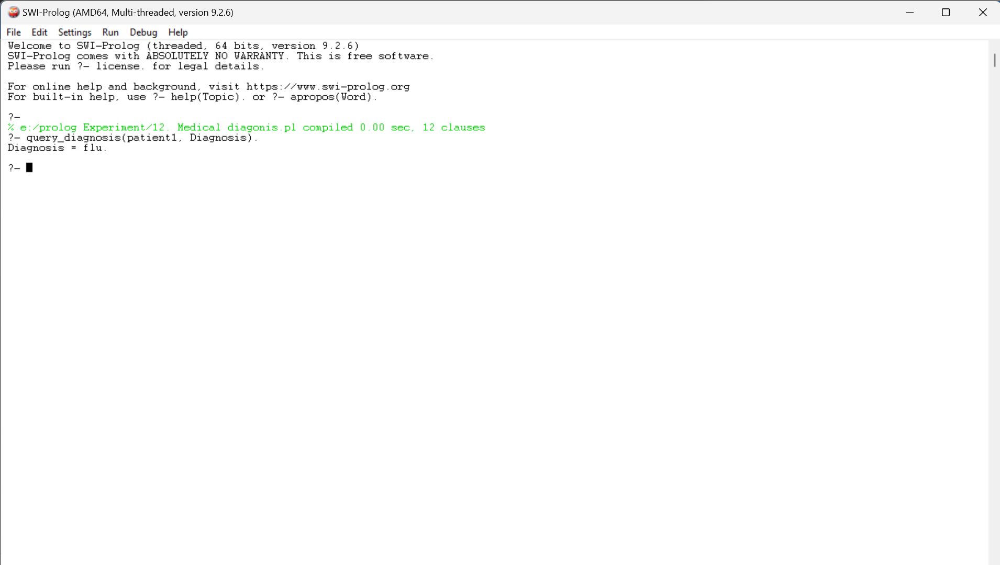 SWI-Prolog (AMD64, Multi-threaded, version 9.2.6)
File Edit Settings Run Debug Help
Welcome to SWI-Prolog (threaded, 64 bits, version 9.2.6)
SWI-Prolog comes with ABSOLUTELY NO WARRANTY. This is free software.
Please run ?- license. for legal details.
For online help and background, visit https://www.swi-prolog.org
For built-in help, use ?- help(Topic). or ?- apropos(Word).
?-
% e:/prolog Experiment/12. Medical diagonis.pl compiled 0.00 sec, 12 clauses
?- query_diagnosis(patient1, Diagnosis).
Diagnosis = flu.
?-